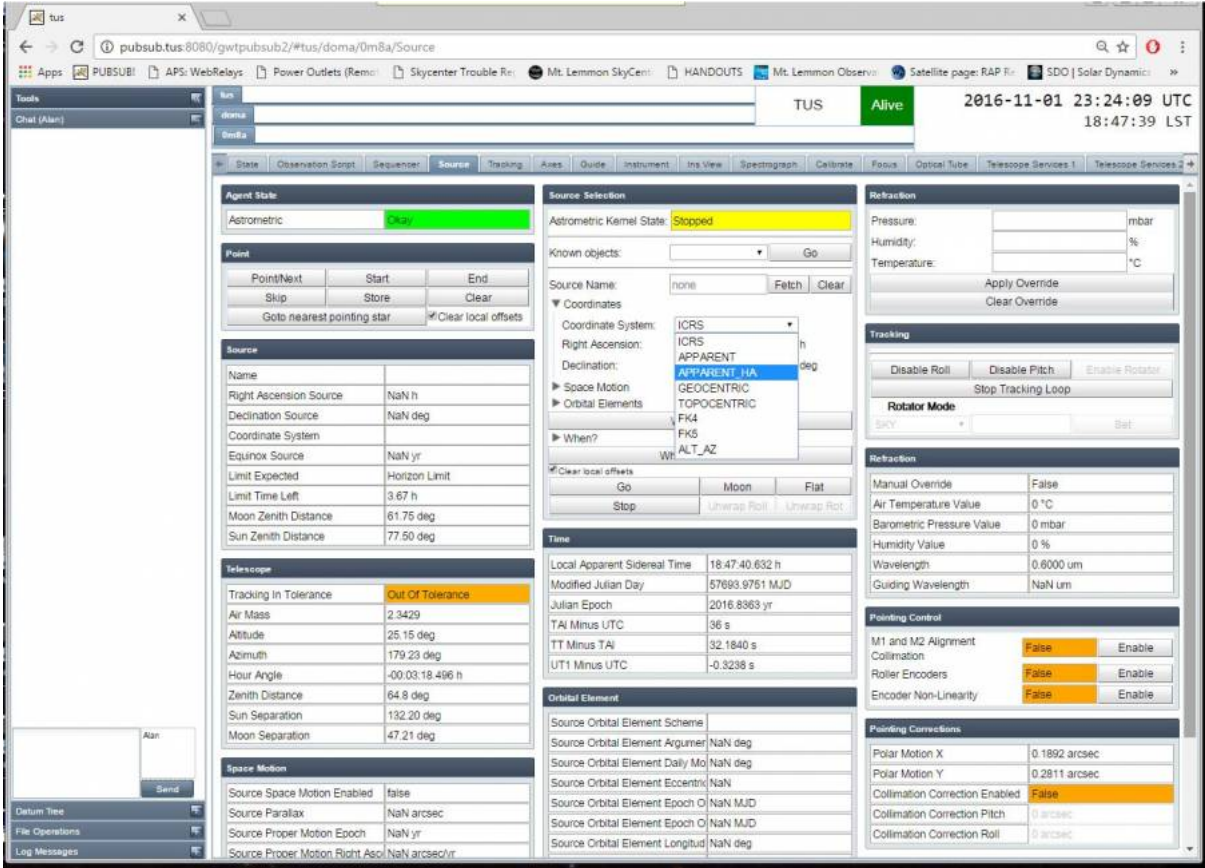 tus
pubsub.tus:8080/gwtpubsub2/#tus/doma/0m8a/Source
Apps PUBSUB! APS: WebRelays Power Outlets (Remo Skycenter Trouble Re Mt. Lemmon SkyCent HANDOUTS Mt. Lemmon Observa Satellite page: RAP R SDO | Solar Dynamic »
Tools
Chat (Alan)
tus
doma
0m8a
TUS
Alive
2016-11-01 23:24:09 UTC
18:47:39 LST
State Observation Script Sequencer Source Tracking Axes Guide Instrument Ins View Spectrograph Calibrate Focus Optical Tube Telescope Services 1 Telescope Services 2
Agent State
Astrometric Okay
Point
Point/Next Start End
Skip Store Clear
Goto nearest pointing star Clear local offsets
Source
Name
Right Ascension Source NaN h
Declination Source NaN deg
Coordinate System
Equinox Source NaN yr
Limit Expected Horizon Limit
Limit Time Left 3.67 h
Moon Zenith Distance 61.75 deg
Sun Zenith Distance 77.50 deg
Telescope
Tracking In Tolerance Out Of Tolerance
Air Mass 2.3429
Altitude 25.15 deg
Azimuth 179.23 deg
Hour Angle -00:03:18.496 h
Zenith Distance 64.8 deg
Sun Separation 132.20 deg
Moon Separation 47.21 deg
Space Motion
Source Space Motion Enabled false
Source Parallax NaN arcsec
Source Proper Motion Epoch NaN yr
Source Proper Motion Right Asc NaN arcsec/yr
Source Selection
Astrometric Kernel State: Stopped
Known objects: Go
Source Name: none Fetch Clear
Coordinates
Coordinate System: ICRS
Right Ascension: h
Declination: deg
ICRS
APPARENT
APPARENT_HA
GEOCENTRIC
TOPOCENTRIC
FK4
FK5
ALT_AZ
Space Motion
Orbital Elements
When?
Wh
Clear local offsets
Go Moon Flat
Stop Unwrap Roll Unwrap Rot
Time
Local Apparent Sidereal Time 18:47:40.632 h
Modified Julian Day 57693.9751 MJD
Julian Epoch 2016.8363 yr
TAI Minus UTC 36 s
TT Minus TAI 32.1840 s
UT1 Minus UTC -0.3238 s
Orbital Element
Source Orbital Element Scheme
Source Orbital Element Argumer NaN deg
Source Orbital Element Daily Mo NaN deg
Source Orbital Element Eccentric NaN
Source Orbital Element Epoch O NaN MJD
Source Orbital Element Epoch O NaN MJD
Source Orbital Element Longitud NaN deg
Refraction
Pressure: mbar
Humidity: %
Temperature: °C
Apply Override
Clear Override
Tracking
Disable Roll Disable Pitch Enable Rotator
Stop Tracking Loop
Rotator Mode
SKY Set
Refraction
Manual Override False
Air Temperature Value 0 °C
Barometric Pressure Value 0 mbar
Humidity Value 0 %
Wavelength 0.6000 um
Guiding Wavelength NaN um
Pointing Control
M1 and M2 Alignment
Collimation False Enable
Roller Encoders False Enable
Encoder Non-Linearity False Enable
Pointing Corrections
Polar Motion X 0.1892 arcsec
Polar Motion Y 0.2811 arcsec
Collimation Correction Enabled False
Collimation Correction Pitch 0 arcsec
Collimation Correction Roll 0 arcsec
Alan
Send
Datum Tree
File Operations
Log Messages